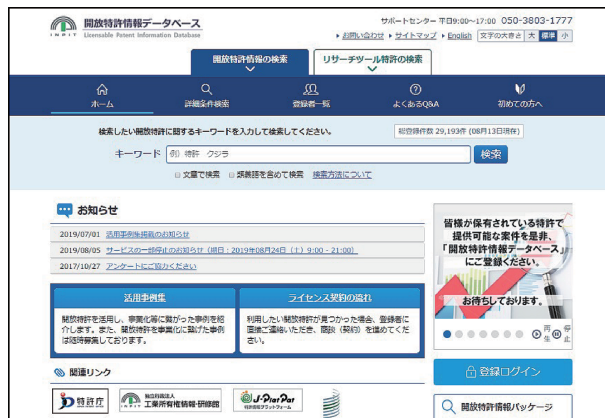 開放特許情報データベース
Licensable Patent Information Database
INPIT
サポートセンター 平日9:00~17:00 050-3803-1777
お問い合わせ サイトマップ English 文字の大きさ 大 標準 小
開放特許情報の検索
リサーチツール特許の検索
ホーム
詳細条件検索
登録者一覧
よくあるQ&A
初めての方へ
検索したい開放特許に関するキーワードを入力して検索してください。
総登録件数 29,193件 (08月13日現在)
キーワード
例) 特許 クジラ
検索
文章で検索 類義語を含めて検索 検索方法について
お知らせ
2019/07/01 活用事例集掲載のお知らせ
2019/08/05 サービスの一部停止のお知らせ (期日:2019年08月24日 (土) 9:00 - 21:00)
2017/10/27 アンケートにご協力ください
皆様が保有されている特許で
提供可能な案件を是非、
「開放特許情報データベース」
にご登録ください。
お待ちしております。
再生
停止
活用事例集
開放特許を活用し、事業化等に繋がった事例を紹
介します。また、開放特許を事業化に繋げた事例
は随時募集しております。
ライセンス契約の流れ
利用したい開放特許が見つかった場合、登録者に
直接ご連絡いただき、商談 (契約) を進めてくだ
さい。
登録ログイン
関連リンク
特許庁
独立行政法人
工業所有権情報・研修館
J-PlatPat
特許情報プラットフォーム
開放特許情報パッケージ